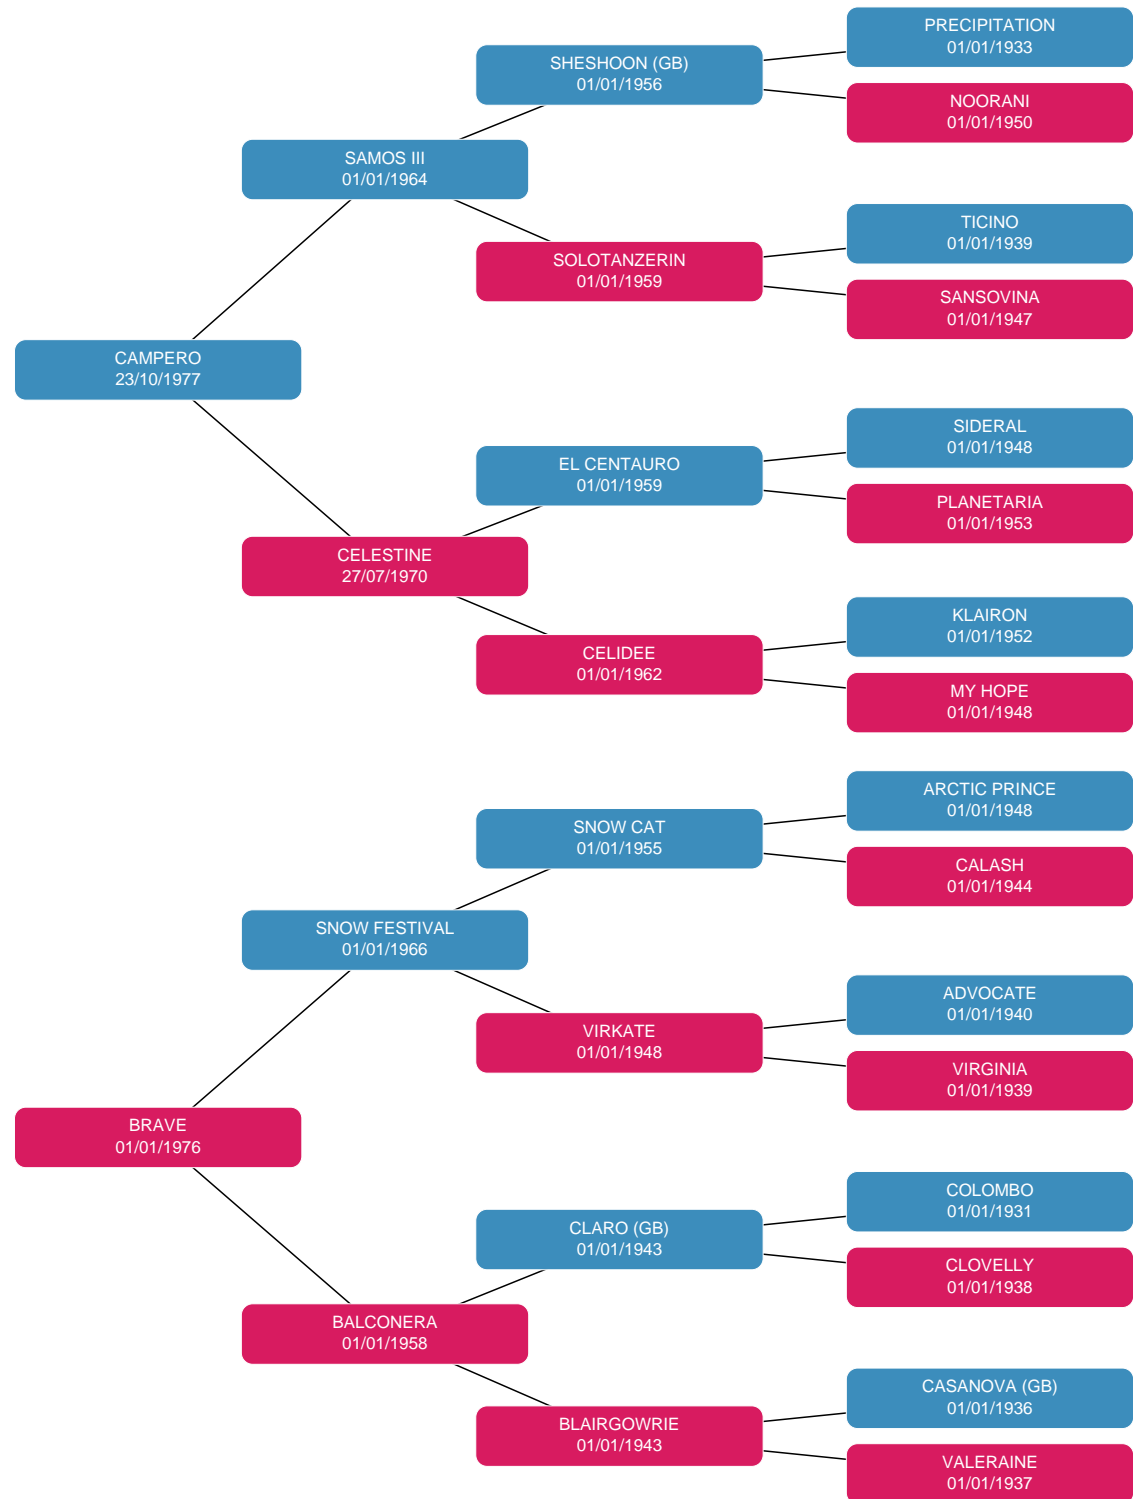 PRECIPITATION
01/01/1933
SHESHOON (GB)
01/01/1956
NOORANI
01/01/1950
SAMOS III
01/01/1964
TICINO
01/01/1939
SOLOTANZERIN
01/01/1959
SANSOVINA
01/01/1947
CAMPERO
23/10/1977
SIDERAL
01/01/1948
EL CENTAURO
01/01/1959
PLANETARIA
01/01/1953
CELESTINE
27/07/1970
KLAIRON
01/01/1952
CELIDEE
01/01/1962
MY HOPE
01/01/1948
ARCTIC PRINCE
01/01/1948
SNOW CAT
01/01/1955
CALASH
01/01/1944
SNOW FESTIVAL
01/01/1966
ADVOCATE
01/01/1940
VIRKATE
01/01/1948
VIRGINIA
01/01/1939
BRAVE
01/01/1976
COLOMBO
01/01/1931
CLARO (GB)
01/01/1943
CLOVELLY
01/01/1938
BALCONERA
01/01/1958
CASANOVA (GB)
01/01/1936
BLAIRGOWRIE
01/01/1943
VALERAINE
01/01/1937